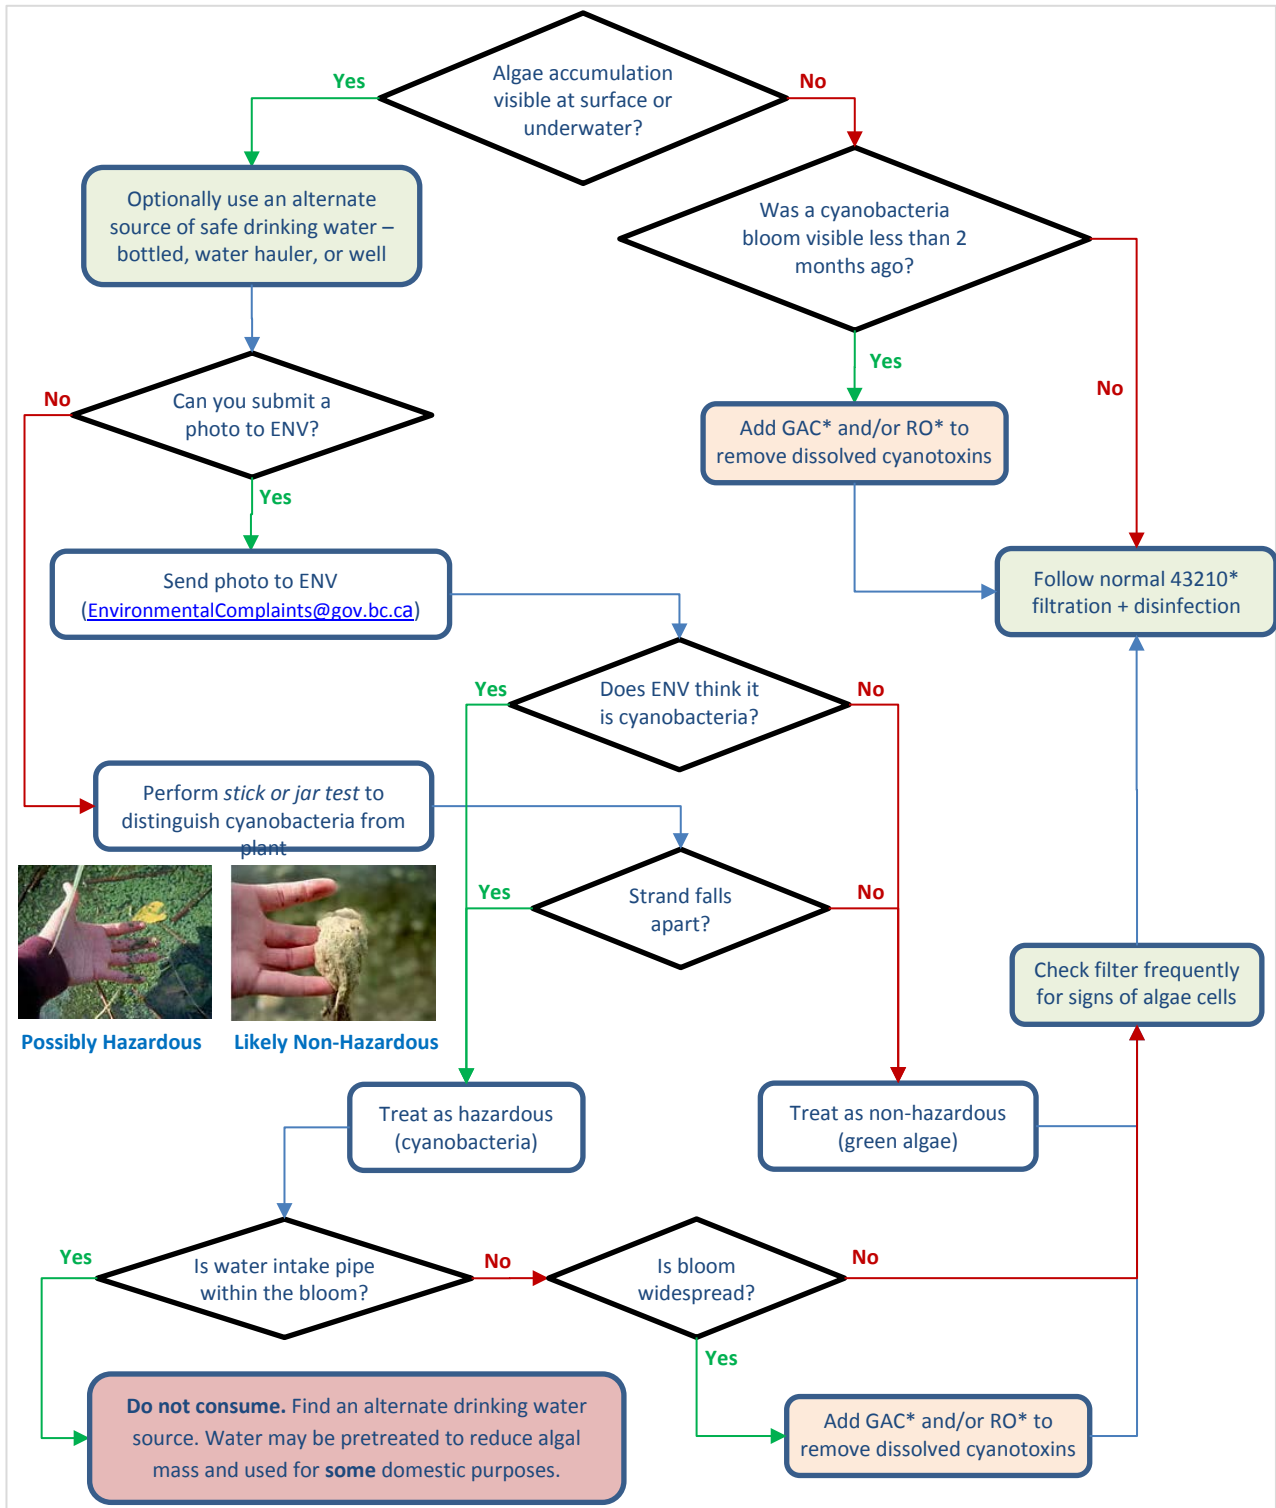 Algae accumulation
visible at surface or
underwater?
Yes
No
Optionally use an alternate
source of safe drinking water –
bottled, water hauler, or well
Was a cyanobacteria
bloom visible less than 2
months ago?
Yes
No
No
Can you submit a
photo to ENV?
Yes
Add GAC* and/or RO* to
remove dissolved cyanotoxins
Send photo to ENV
(EnvironmentalComplaints@gov.bc.ca)
Follow normal 43210*
filtration + disinfection
Yes
Does ENV think it
is cyanobacteria?
No
Perform stick or jar test to
distinguish cyanobacteria from
plant
Yes
Strand falls
apart?
No
Check filter frequently
for signs of algae cells
Possibly Hazardous
Likely Non-Hazardous
Treat as hazardous
(cyanobacteria)
Treat as non-hazardous
(green algae)
Yes
Is water intake pipe
within the bloom?
No
Is bloom
widespread?
No
Yes
Do not consume. Find an alternate drinking water
source. Water may be pretreated to reduce algal
mass and used for some domestic purposes.
Add GAC* and/or RO* to
remove dissolved cyanotoxins